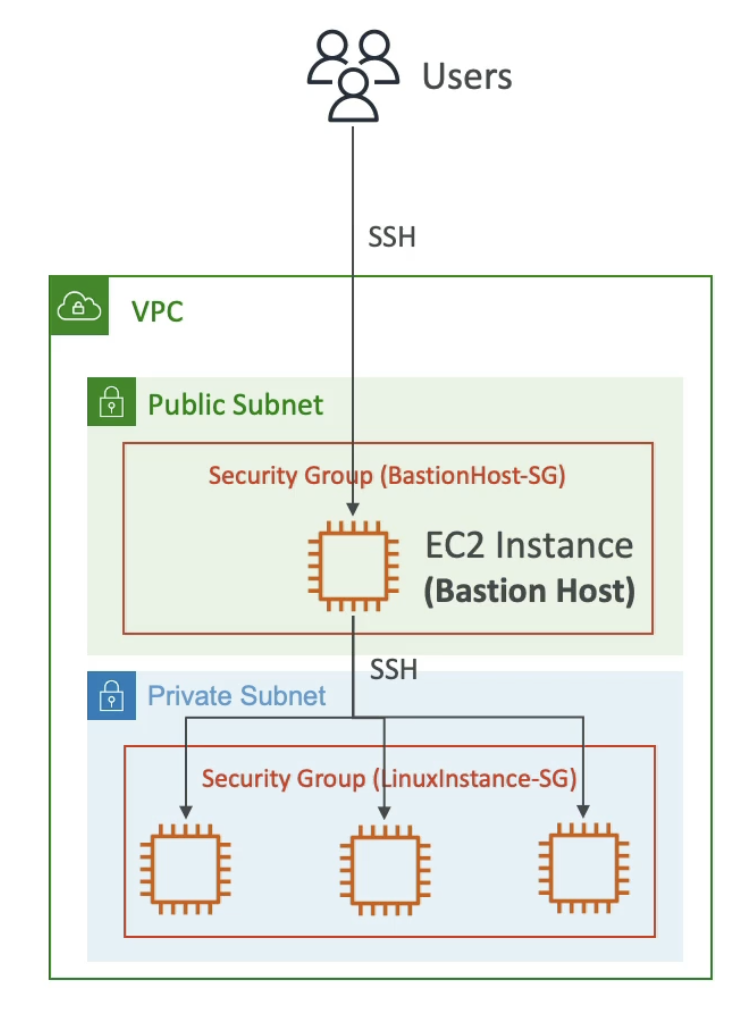 Users
SSH
VPC
Public Subnet
Security Group (BastionHost-SG)
EC2 Instance
(Bastion Host)
SSH
Private Subnet
Security Group (LinuxInstance-SG)